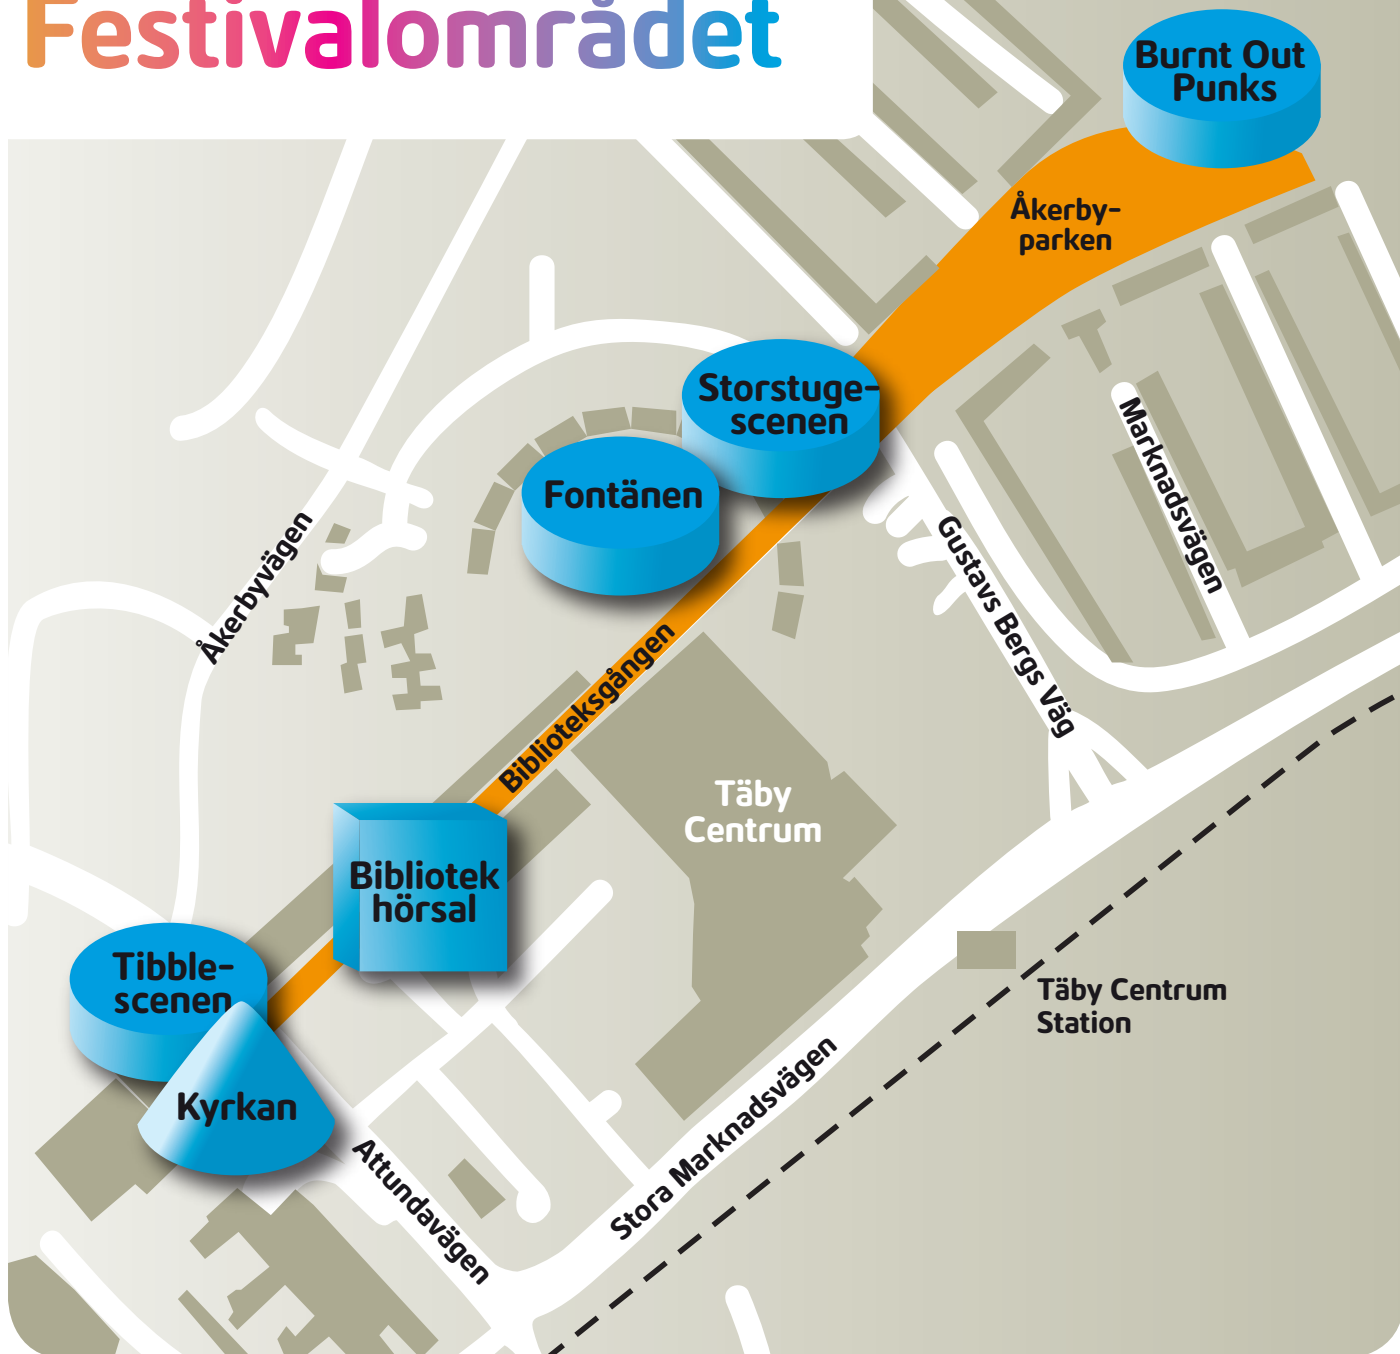 Festivalområdet
Burnt Out
Punks
Åkerby-
parken
Storstuge-
scenen
Marknadsvägen
Fontänen
Gustavs Bergs Väg
Åkerbyvägen
Biblioteksgången
Täby
Centrum
Bibliotek
hörsal
Tibble-
scenen
Täby Centrum
Station
Kyrkan
Stora Marknadsvägen
Attundavägen